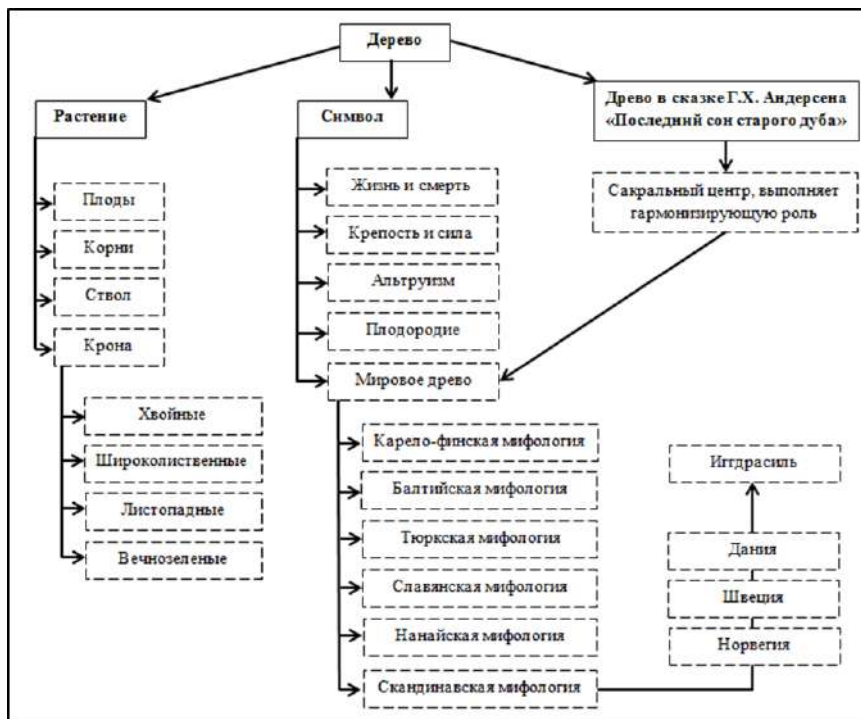 Дерево
Растение
Плоды
Корни
Ствол
Крона
Хвойные
Широколиственные
Листопадные
Вечнозеленые
Символ
Жизнь и смерть
Крепость и сила
Альтруизм
Плодородие
Мировое древо
Карело-финская мифология
Балтийская мифология
Тюркская мифология
Славянская мифология
Нанайская мифология
Скандинавская мифология
Древо в сказке Г.Х. Андерсена
«Последний сон старого дуба»
Сакральный центр, выполняет
гармонизирующую роль
Иггдрасиль
Дания
Швеция
Норвегия